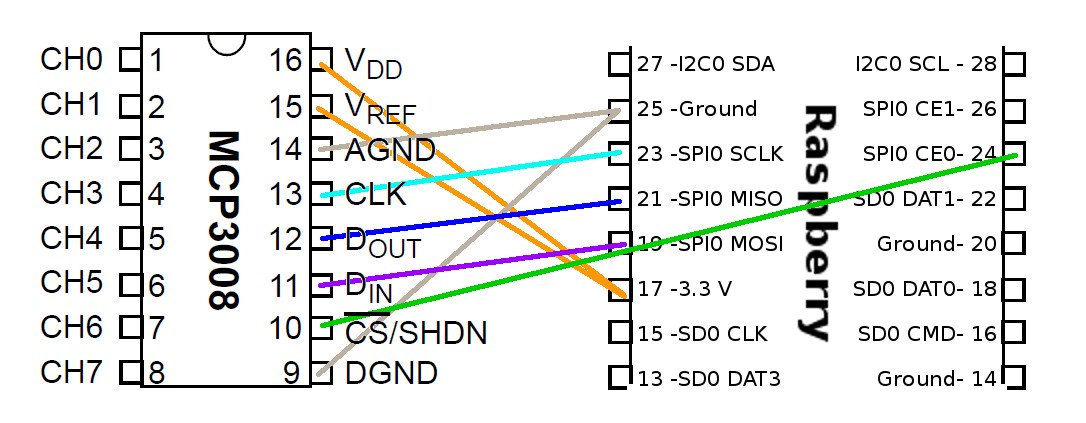 CH0 1 16 VDD
CH1 2 15 VREF
CH2 3 14 AGND
CH3 4 13 CLK
CH4 5 12 DOUT
CH5 6 11 DIN
CH6 7 10 CS/SHDN
CH7 8 9 DGND
MCP3008
27 -I2C0 SDA I2C0 SCL - 28
25 -Ground SPI0 CE1- 26
23 -SPI0 SCLK SPI0 CE0- 24
21 -SPI0 MISO SD0 DAT1- 22
19 -SPI0 MOSI Ground- 20
17 -3.3 V SD0 DAT0- 18
15 -SD0 CLK SD0 CMD- 16
13 -SD0 DAT3 Ground- 14
Raspberry